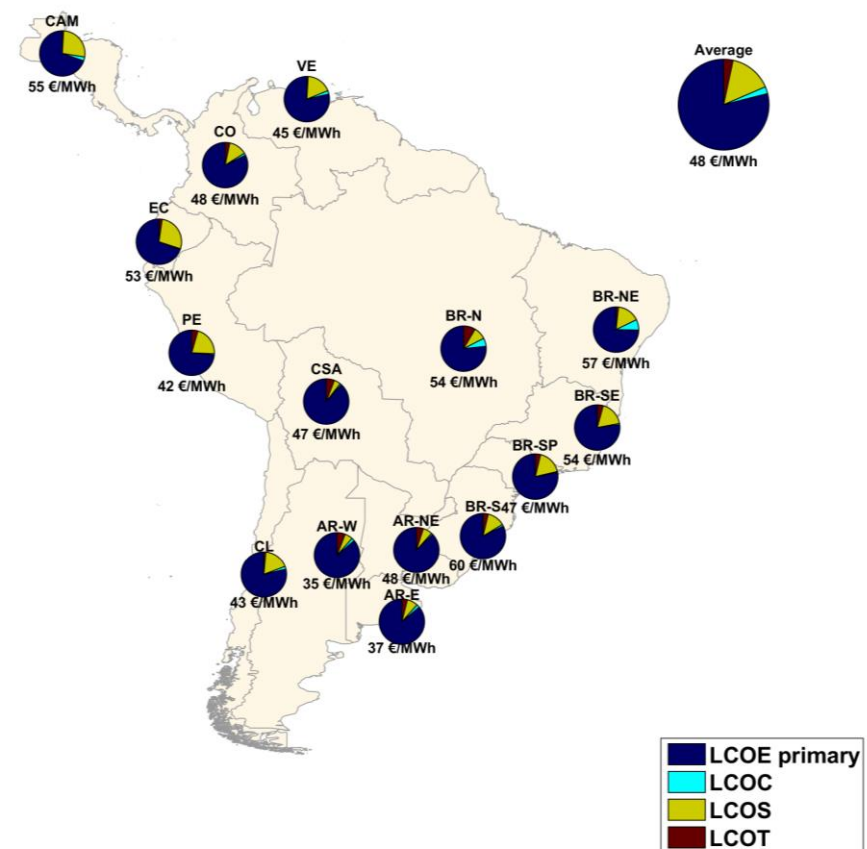 CAM
55 €/MWh
VE
45 €/MWh
Average
48 €/MWh
CO
48 €/MWh
EC
53 €/MWh
PE
42 €/MWh
BR-N
54 €/MWh
BR-NE
57 €/MWh
CSA
47 €/MWh
BR-SE
54 €/MWh
BR-SP
47 €/MWh
BR-S
60 €/MWh
AR-W
35 €/MWh
AR-NE
48 €/MWh
CL
43 €/MWh
AR-E
37 €/MWh
LCOE primary
LCOC
LCOS
LCOT